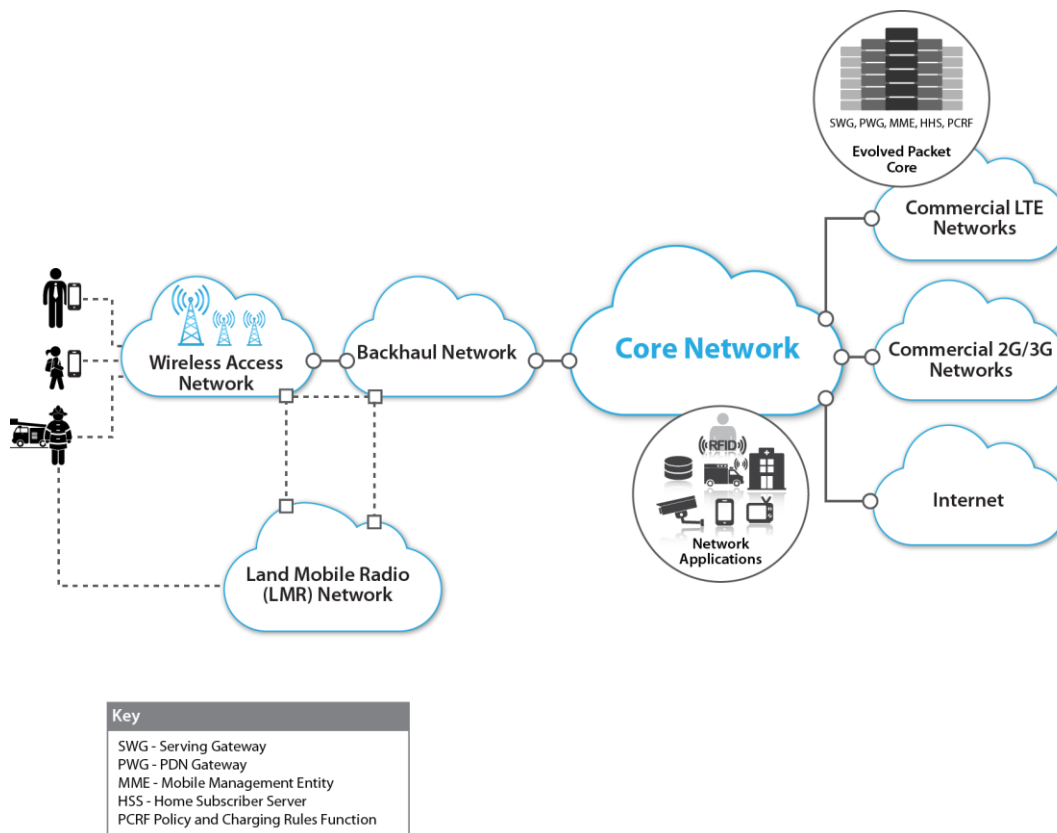 SWG, PWG, MME, HHS, PCRF
Evolved Packet
Core
Commercial LTE
Networks
Wireless Access
Network
Backhaul Network
Core Network
Commercial 2G/3G
Networks
RFID
Network
Applications
Internet
Land Mobile Radio
(LMR) Network
Key
SWG - Serving Gateway
PWG - PDN Gateway
MME - Mobile Management Entity
HSS - Home Subscriber Server
PCRF Policy and Charging Rules Function